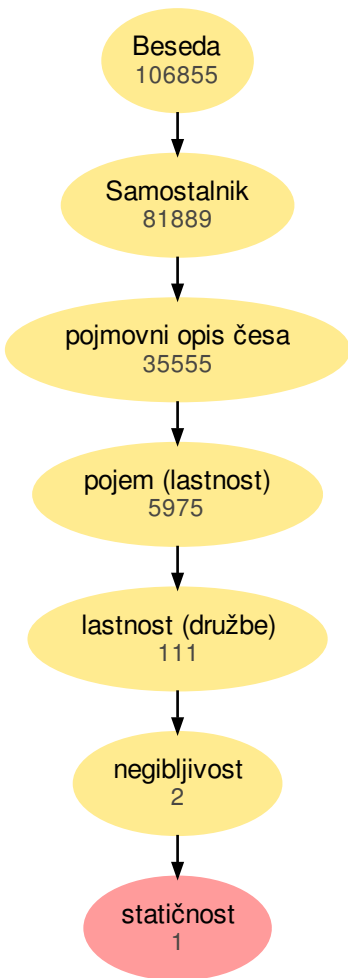 Beseda
106855
Samostalnik
81889
pojmovni opis česa
35555
pojem (lastnost)
5975
lastnost (družbe)
111
negibljivost
2
statičnost
1